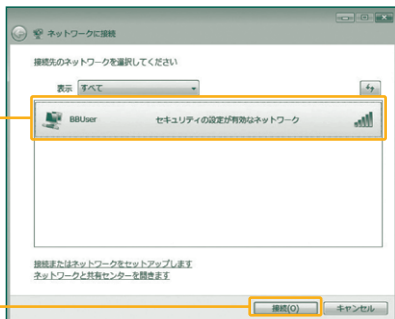 ネットワークに接続
接続先のネットワークを選択してください
表示 すべて
BBUser セキュリティの設定が有効なネットワーク
接続またはネットワークをセットアップします
ネットワークと共有センターを開きます
接続(O) キャンセル